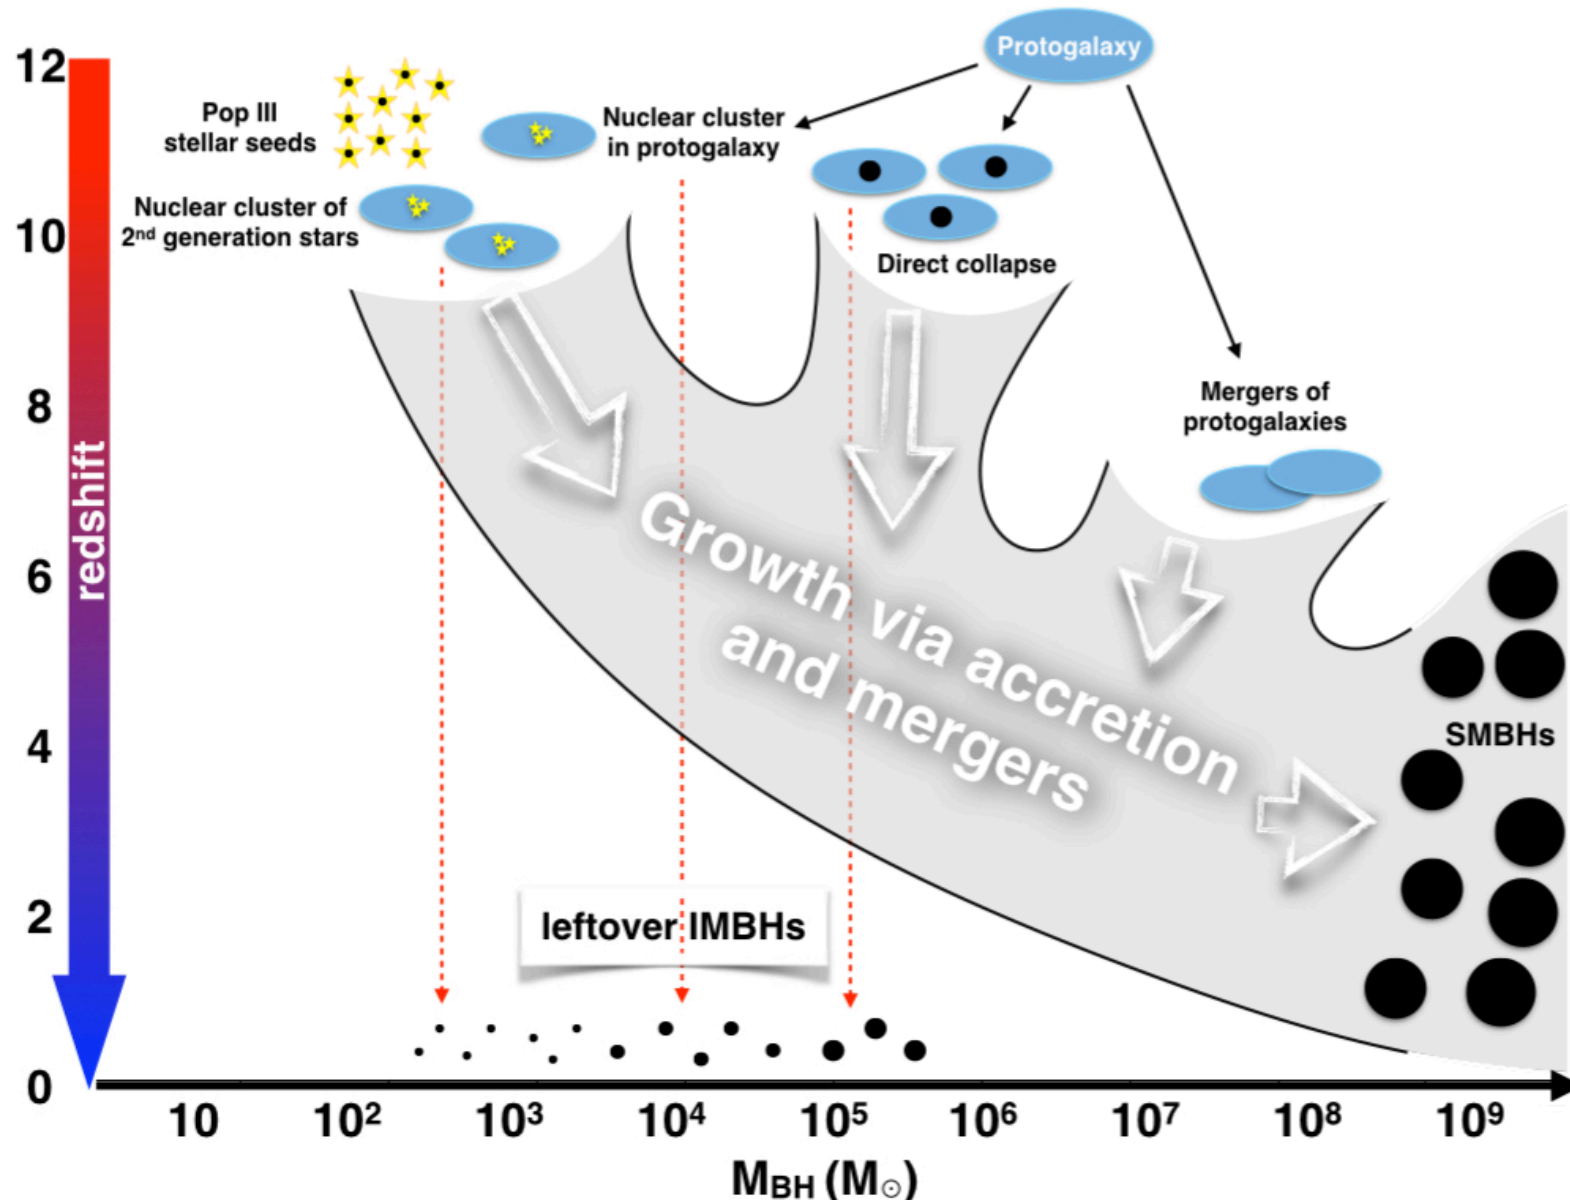 Protogalaxy
12
Pop III
stellar seeds
Nuclear cluster
in protogalaxy
Nuclear cluster of
2nd generation stars
10
Direct collapse
8
Mergers of
protogalaxies
redshift
6
Growth via accretion
and mergers
4
SMBHs
2
leftover IMBHs
0
10 10² 10³ 10⁴ 10⁵ 10⁶ 10⁷ 10⁸ 10⁹
M_BH (M_⊙)